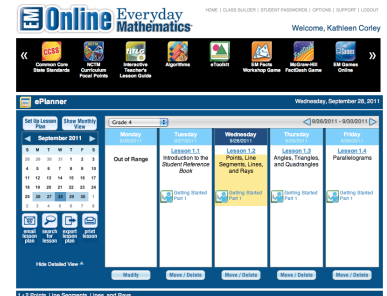 HOME | CLASS BUILDER | STUDENT PASSWORDS | OPTIONS | SUPPORT | LOGOUT
EM Online Everyday Mathematics
Welcome, Kathleen Corley
« »
CCSS
Common Core State Standards
NCTM
NCTM Curriculum Focal Points
iTLG
Interactive Teacher's Lesson Guide
Algorithms
eToolkit
EM Facts Workshop Game
McGraw-Hill FactDash Game
EM Games Online
ePlanner
Wednesday, September 28, 2011
Set Up Lesson Plan
Show Monthly View
September 2011
S M T W T F S
28 29 30 31 1 2 3
4 5 6 7 8 9 10
11 12 13 14 15 16 17
18 19 20 21 22 23 24
25 26 27 28 29 30 1
2 3 4 5 6 7 8
email lesson plan
search for lesson
export lesson plan
print lesson
Hide Detailed View
Grade 4
9/26/2011 - 9/30/2011
Monday
9/26/2011
Out of Range
Modify
Tuesday
9/27/2011
Lesson 1.1
Introduction to the
Student Reference
Book
Getting Started
Part 1
Move / Delete
Wednesday
9/28/2011
Lesson 1.2
Points, Line
Segments, Lines,
and Rays
Getting Started
Part 1
Move / Delete
Thursday
9/29/2011
Lesson 1.3
Angles, Triangles,
and Quadrangles
Getting Started
Part 1
Move / Delete
Friday
9/30/2011
Lesson 1.4
Parallelograms
Getting Started
Part 1
Move / Delete
1•2 Points, Line Segments, Lines, and Rays